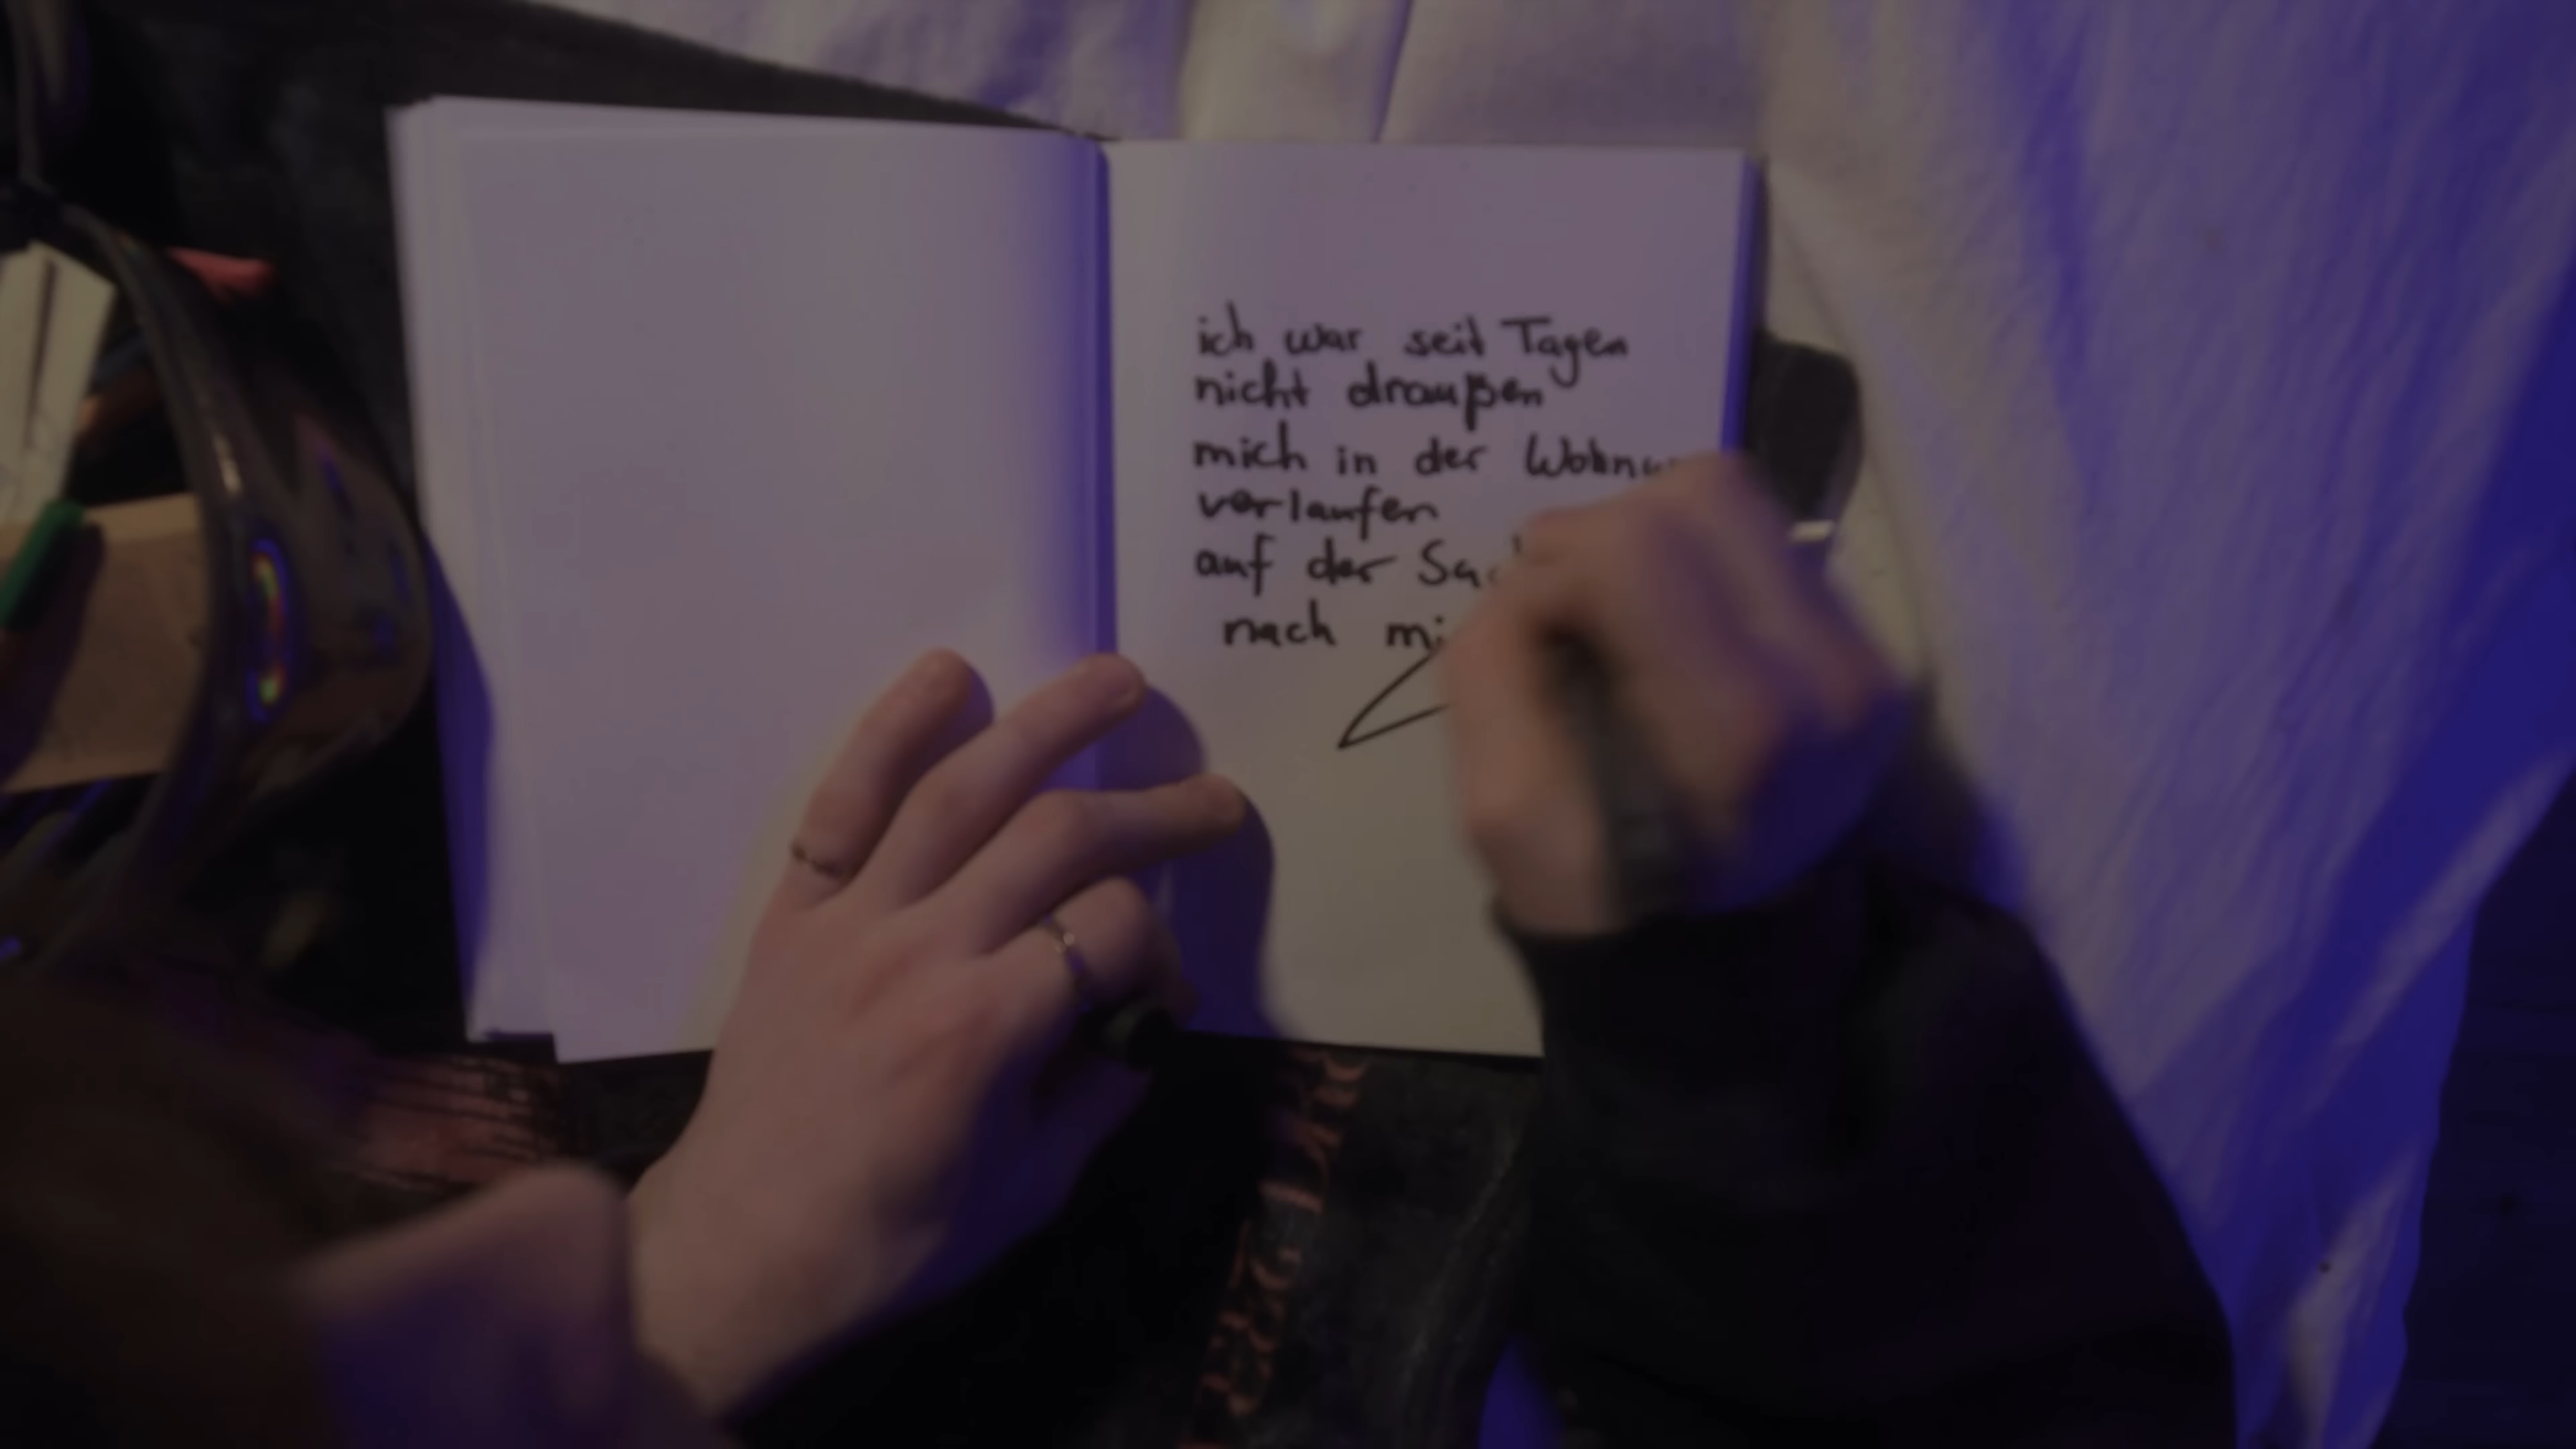 ich war seit Tagen
nicht draußen
mich in der
verlaufen
auf der
nach